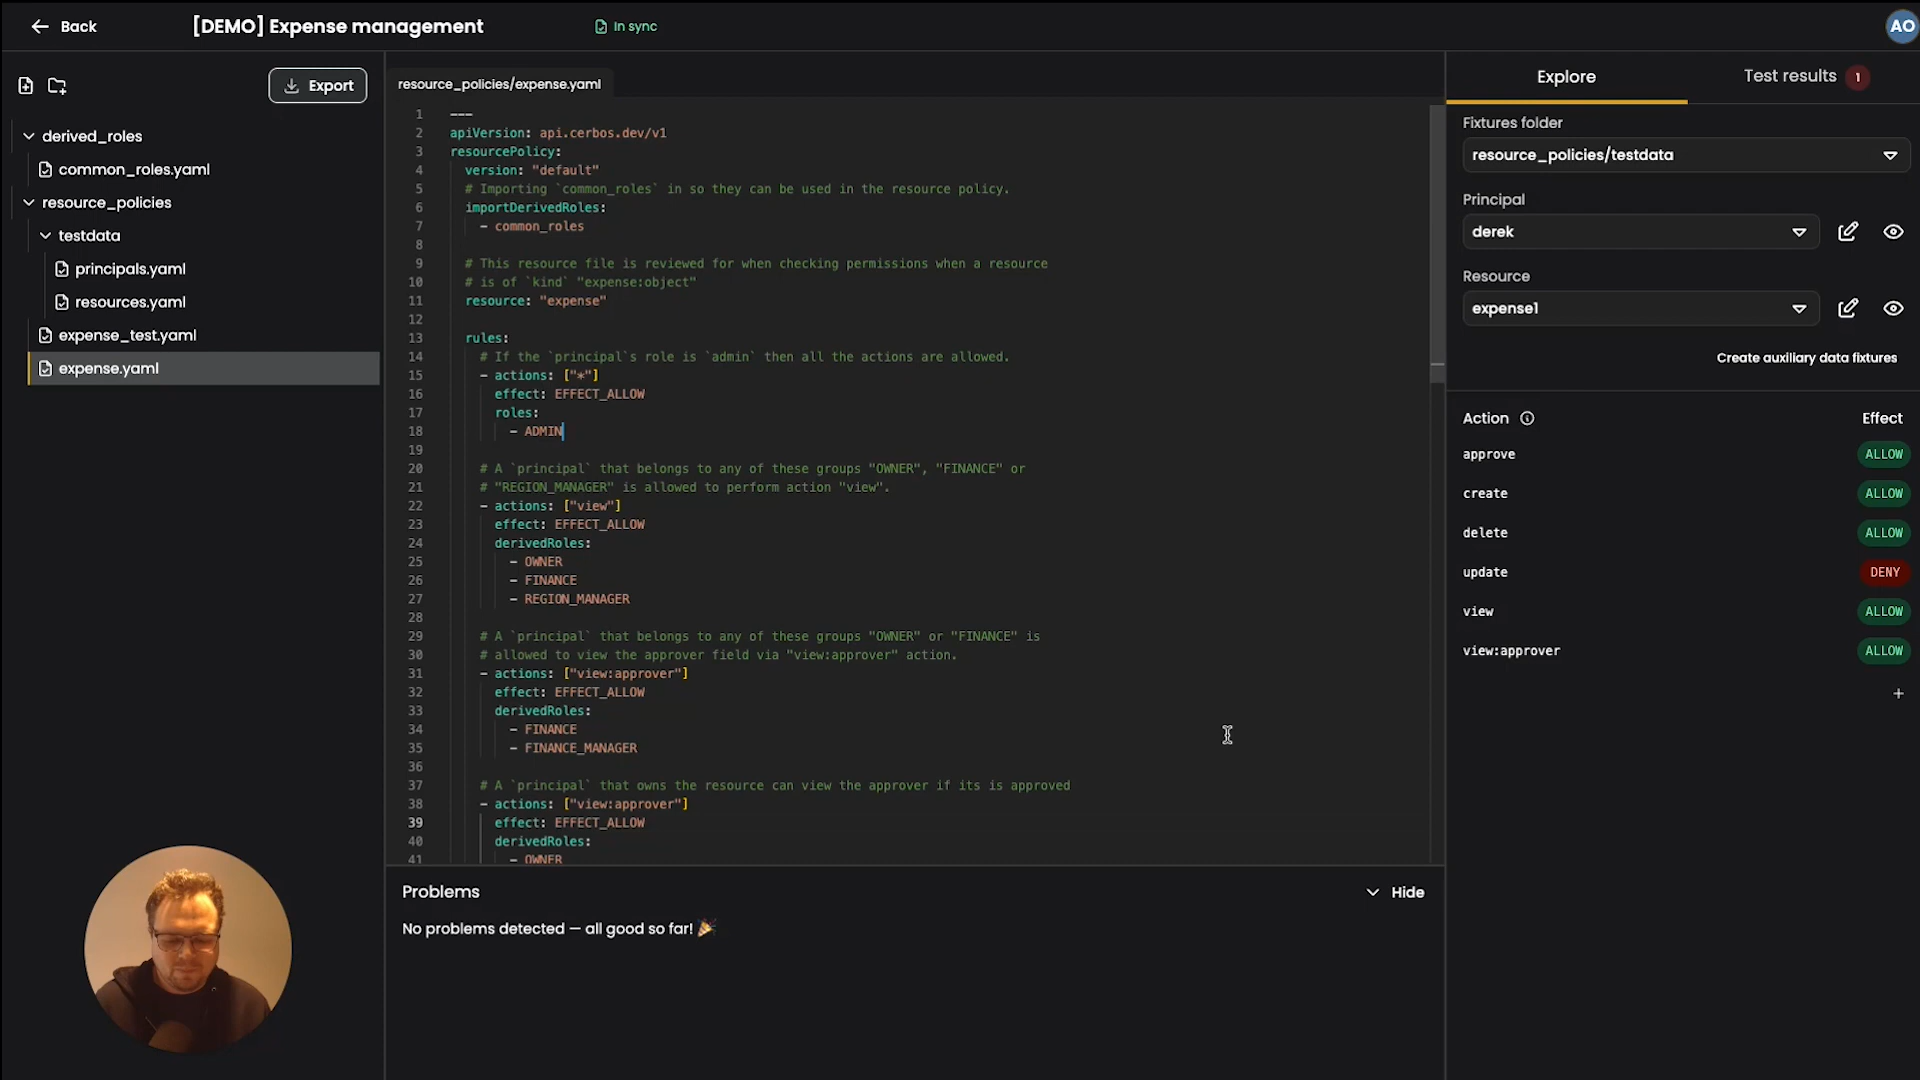 Back
[DEMO] Expense management
In sync
AO
Export
derived_roles
common_roles.yaml
resource_policies
testdata
principals.yaml
resources.yaml
expense_test.yaml
expense.yaml
resource_policies/expense.yaml
1 ---
2 apiVersion: api.cerbos.dev/v1
3 resourcePolicy:
4 version: "default"
5 # Importing `common_roles` in so they can be used in the resource policy.
6 importDerivedRoles:
7 - common_roles
8
9 # This resource file is reviewed for when checking permissions when a resource
10 # is of `kind` "expense:object"
11 resource: "expense"
12
13 rules:
14 # If the `principal`s role is `admin` then all the actions are allowed.
15 - actions: ["*"]
16 effect: EFFECT_ALLOW
17 roles:
18 - ADMIN
19
20 # A `principal` that belongs to any of these groups "OWNER", "FINANCE" or
21 # "REGION_MANAGER" is allowed to perform action "view".
22 - actions: ["view"]
23 effect: EFFECT_ALLOW
24 derivedRoles:
25 - OWNER
26 - FINANCE
27 - REGION_MANAGER
28
29 # A `principal` that belongs to any of these groups "OWNER" or "FINANCE" is
30 # allowed to view the approver field via "view:approver" action.
31 - actions: ["view:approver"]
32 effect: EFFECT_ALLOW
33 derivedRoles:
34 - FINANCE
35 - FINANCE_MANAGER
36
37 # A `principal` that owns the resource can view the approver if its is approved
38 - actions: ["view:approver"]
39 effect: EFFECT_ALLOW
40 derivedRoles:
41 - OWNER
Problems
Hide
No problems detected — all good so far! 🎉
Explore
Test results 1
Fixtures folder
resource_policies/testdata
Principal
derek
Resource
expense1
Create auxiliary data fixtures
Action Effect
approve ALLOW
create ALLOW
delete ALLOW
update DENY
view ALLOW
view:approver ALLOW
+